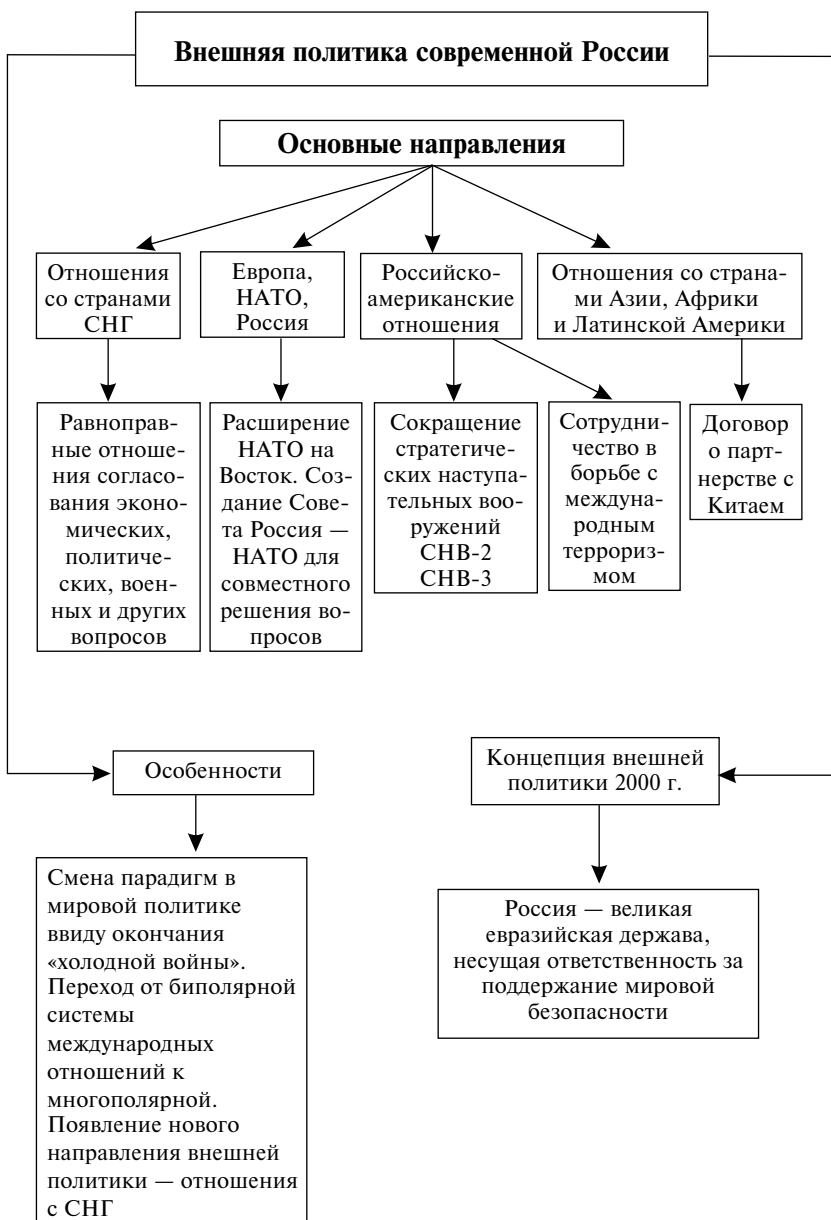 Внешняя политика современной России
Основные направления
Отношения
со странами
СНГ
Европа,
НАТО,
Россия
Российско-
американские
отношения
Отношения со страна-
ми Азии, Африки
и Латинской Америки
Равноправ-
ные отноше-
ния согласо-
вания эконо-
мических,
политиче-
ских, воен-
ных и других
вопросов
Расширение
НАТО на
Восток. Соз-
дание Сове-
та Россия —
НАТО для
совместного
решения во-
просов
Сокращение
стратегиче-
ских наступа-
тельных воо-
ружений
СНВ-2
СНВ-3
Сотрудни-
чество в
борьбе с
междуна-
родным
террориз-
мом
Договор
о парт-
нерстве с
Китаем
Особенности
Концепция внешней
политики 2000 г.
Смена парадигм в
мировой политике
ввиду окончания
«холодной войны».
Переход от биполярной
системы
международных
отношений к
многополярной.
Появление нового
направления внешней
политики — отношения
с СНГ
Россия — великая
евразийская держава,
несущая ответственность за
поддержание мировой
безопасности